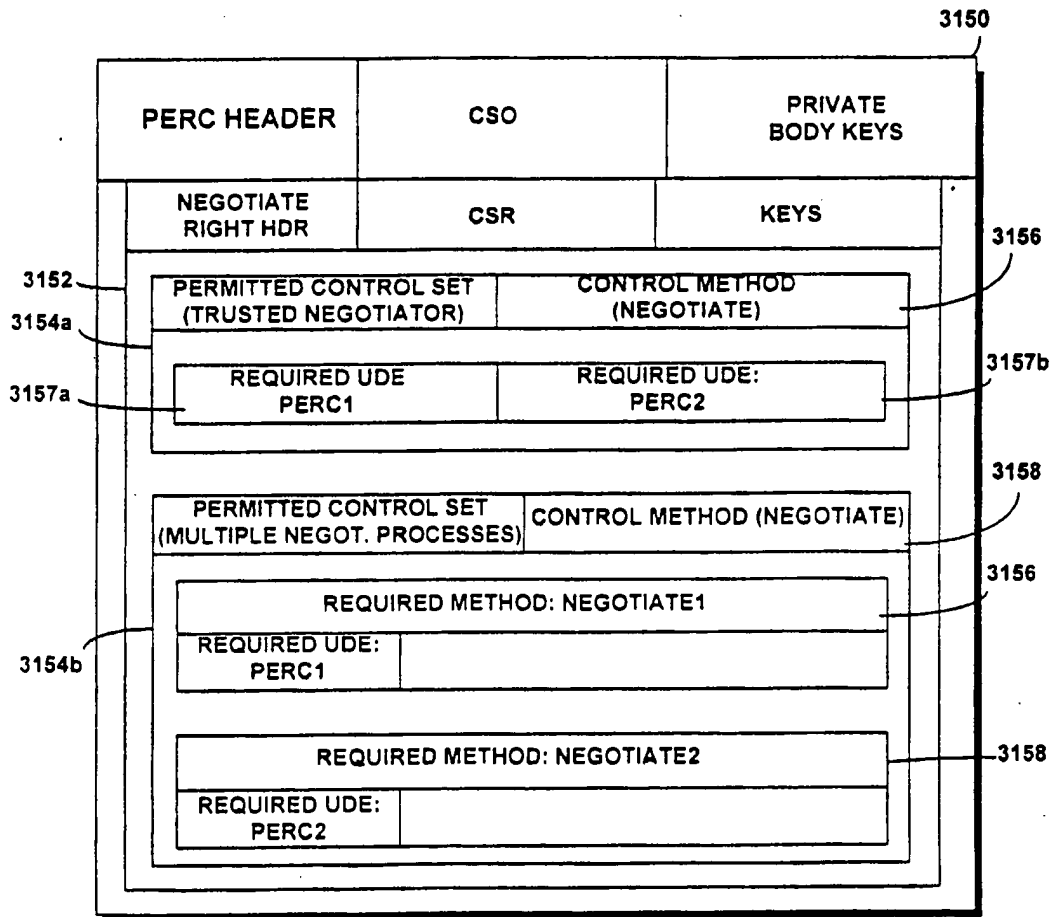 3150
PERC HEADER
CSO
PRIVATE
BODY KEYS
NEGOTIATE
RIGHT HDR
CSR
KEYS
3156
3152
PERMITTED CONTROL SET
(TRUSTED NEGOTIATOR)
CONTROL METHOD
(NEGOTIATE)
3154a
3157a
REQUIRED UDE
PERC1
REQUIRED UDE:
PERC2
3157b
3158
PERMITTED CONTROL SET
(MULTIPLE NEGOT. PROCESSES)
CONTROL METHOD (NEGOTIATE)
3156
REQUIRED METHOD: NEGOTIATE1
3154b
REQUIRED UDE:
PERC1
REQUIRED METHOD: NEGOTIATE2
3158
REQUIRED UDE:
PERC2